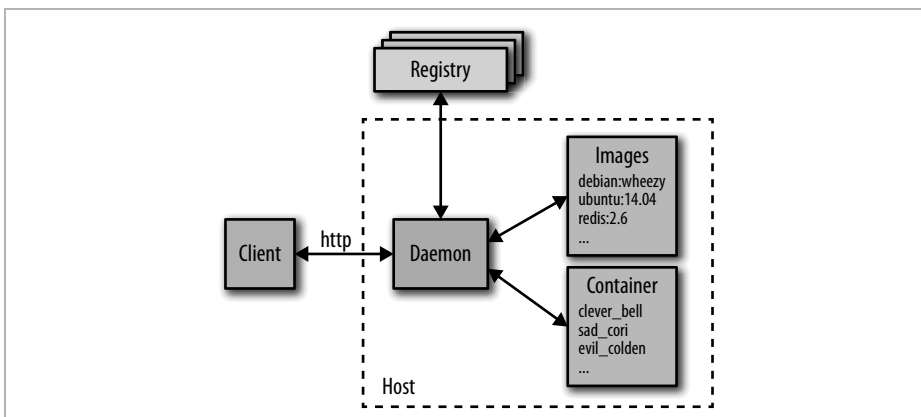 Registry
Images
debian:wheezy
ubuntu:14.04
redis:2.6
...
Client
http
Daemon
Container
clever_bell
sad_cori
evil_colden
...
Host